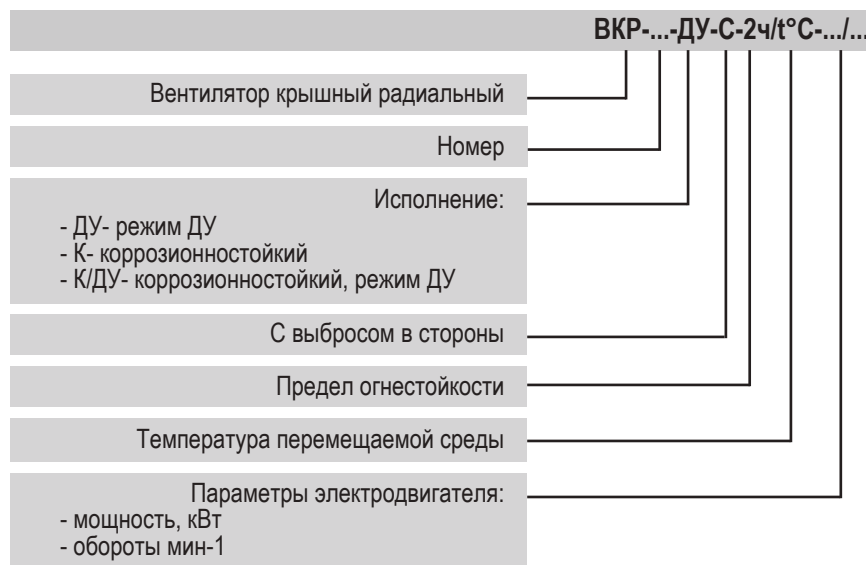 ВКР-...-ДУ-С-2ч/t°С-.../...
Вентилятор крышный радиальный
Номер
Исполнение:
- ДУ- режим ДУ
- К- коррозионностойкий
- К/ДУ- коррозионностойкий, режим ДУ
С выбросом в стороны
Предел огнестойкости
Температура перемещаемой среды
Параметры электродвигателя:
- мощность, кВт
- обороты мин-1